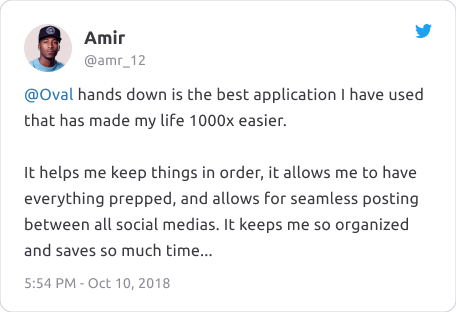 Amir
@amr_12
@Oval hands down is the best application I have used
that has made my life 1000x easier.
It helps me keep things in order, it allows me to have
everything prepped, and allows for seamless posting
between all social medias. It keeps me so organized
and saves so much time...
5:54 PM - Oct 10, 2018